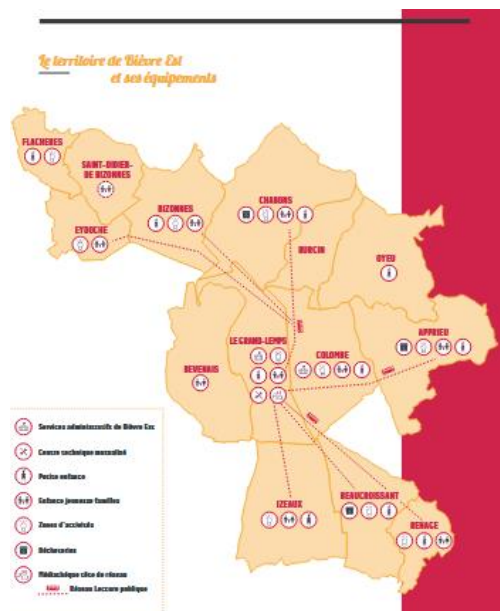 Le territoire de Bièvre Est
et ses équipements
FLACHERES
SAINT-DIDIER-
DE BIZONNES
BIZONNES
CHABONS
EYDOCHE
BURCIN
OYEU
LE GRAND-LEMPS
COLOMBE
APPRIEU
BEVENAIS
Services administratifs de Bièvre Est
Centre technique mutualisé
Petite enfance
Enfance jeunesse familles
Zones d'activités
Déchèteries
Médiathèque tête de réseau
Réseau Lecture publique
IZEAUX
BEAUCROISSANT
RENAGE